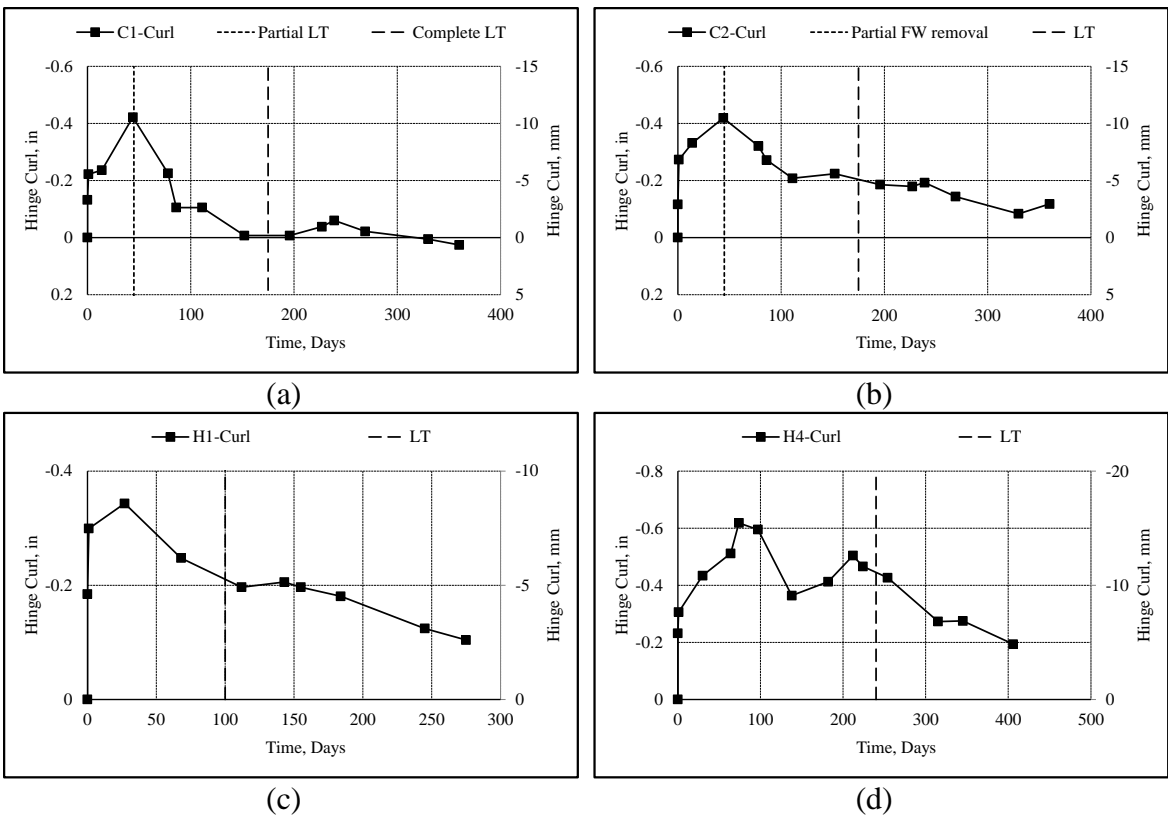 C1-Curl Partial LT Complete LT
-0.6 -15
-0.4 -10
-0.2 -5
0 0
0.2 5
0 100 200 300 400
Hinge Curl, in
Hinge Curl, mm
Time, Days
(a)
C2-Curl Partial FW removal LT
-0.6 -15
-0.4 -10
-0.2 -5
0 0
0.2 5
0 100 200 300 400
Hinge Curl, in
Hinge Curl, mm
Time, Days
(b)
H1-Curl LT
-0.4 -10
-0.2 -5
0 0
0 50 100 150 200 250 300
Hinge Curl, in
Hinge Curl, mm
Time, Days
(c)
H4-Curl LT
-0.8 -20
-0.6
-0.4 -10
-0.2
0 0
0 100 200 300 400 500
Hinge Curl, in
Hinge Curl, mm
Time, Days
(d)